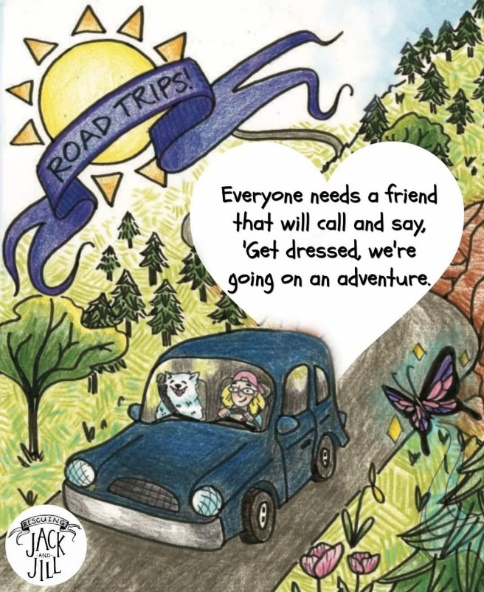 ROAD TRIPS!
Everyone needs a friend
that will call and say,
'Get dressed, we're
going on an adventure.
RESCUING
JACK
AND
JILL